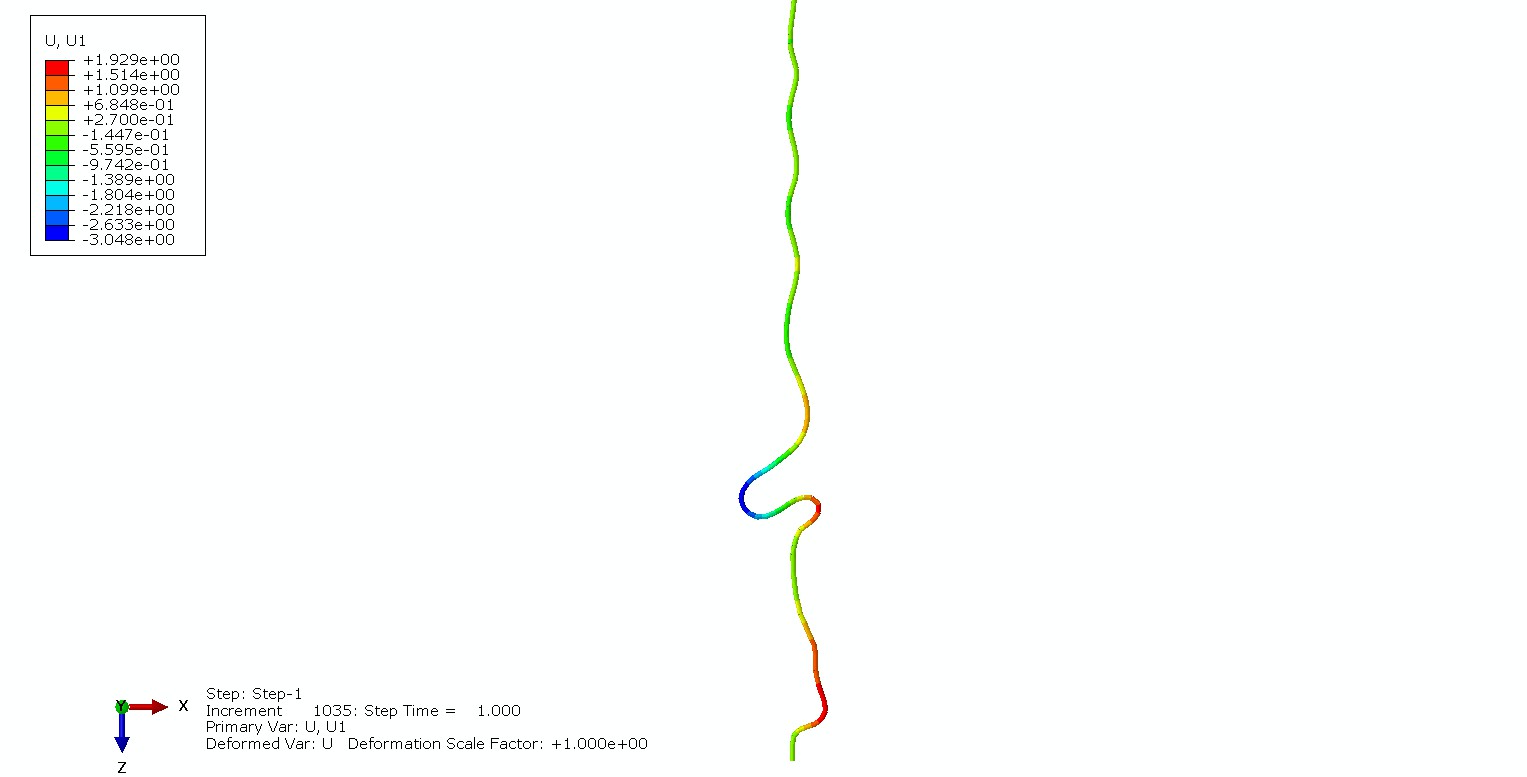 U, U1
+1.929e+00
+1.514e+00
+1.099e+00
+6.848e-01
+2.700e-01
-1.447e-01
-5.595e-01
-9.742e-01
-1.389e+00
-1.804e+00
-2.218e+00
-2.633e+00
-3.048e+00
Y
X
Z
Step: Step-1
Increment 1035: Step Time = 1.000
Primary Var: U, U1
Deformed Var: U Deformation Scale Factor: +1.000e+00